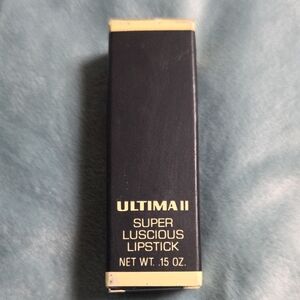 ULTIMA II
SUPER
LUSCIOUS
LIPSTICK
NET WT. .15 OZ.